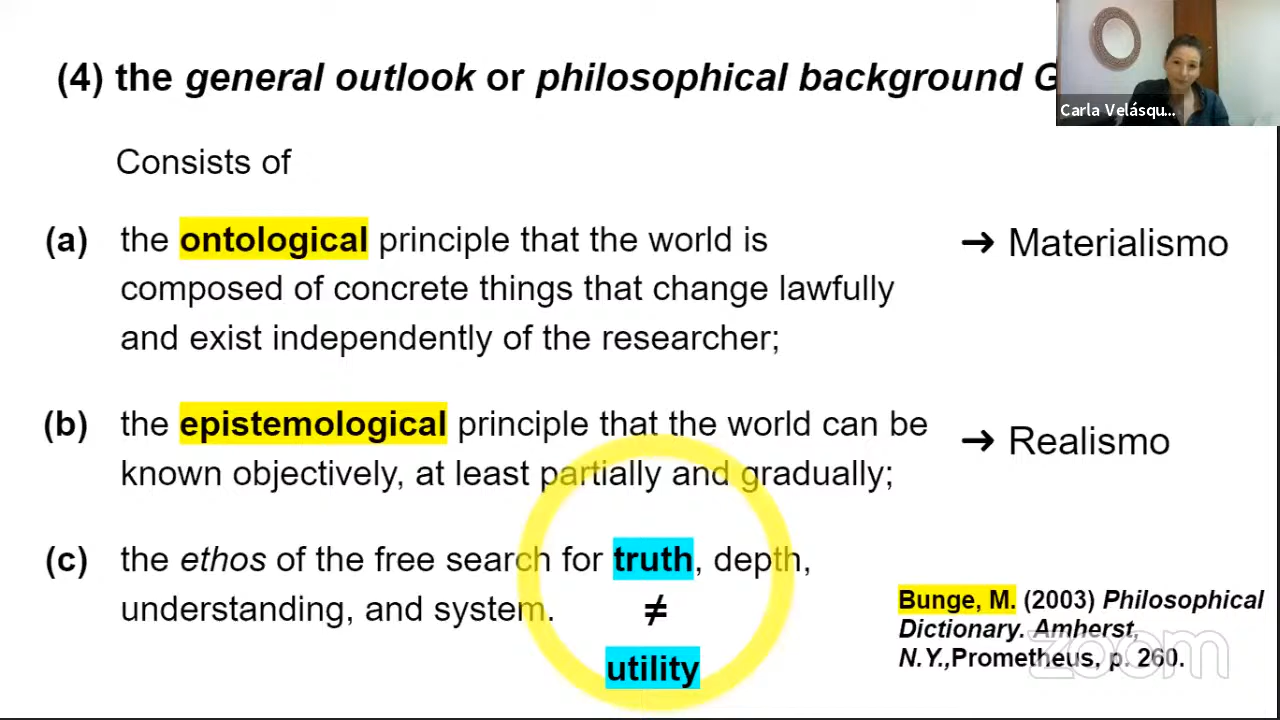 (4) the general outlook or philosophical background G
Carla Velásqu...
Consists of
(a) the ontological principle that the world is
composed of concrete things that change lawfully
and exist independently of the researcher;
→ Materialismo
(b) the epistemological principle that the world can be
known objectively, at least partially and gradually;
→ Realismo
(c) the ethos of the free search for truth, depth,
understanding, and system.
≠
utility
Bunge, M. (2003) Philosophical
Dictionary. Amherst,
N.Y.,Prometheus, p. 260.
zoom